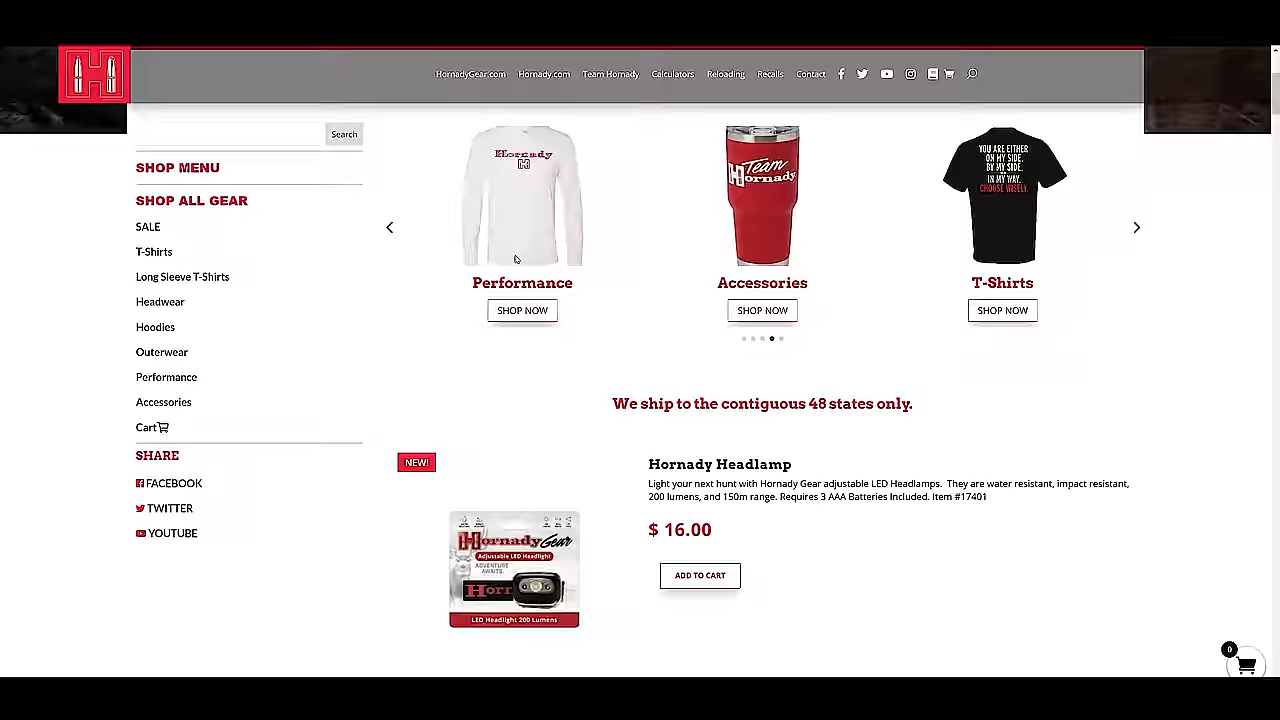 H
HornadyGear.com Hornady.com Team Hornady Calculators Reloading Recalls Contact
Search
SHOP MENU
SHOP ALL GEAR
SALE
T-Shirts
Long Sleeve T-Shirts
Headwear
Hoodies
Outerwear
Performance
Accessories
Cart
SHARE
FACEBOOK
TWITTER
YOUTUBE
Hornady
H
Performance
SHOP NOW
Team
Hornady
Accessories
SHOP NOW
YOU ARE EITHER
ON MY SIDE,
BY MY SIDE,
IN MY WAY.
CHOOSE WISELY.
T-Shirts
SHOP NOW
We ship to the contiguous 48 states only.
NEW!
Hornady Gear
Adjustable LED Headlight
ADVENTURE
AWAITS.
Horn
LED Headlight 200 Lumens
Hornady Headlamp
Light your next hunt with Hornady Gear adjustable LED Headlamps. They are water resistant, impact resistant,
200 lumens, and 150m range. Requires 3 AAA Batteries Included. Item #17401
$ 16.00
ADD TO CART
0